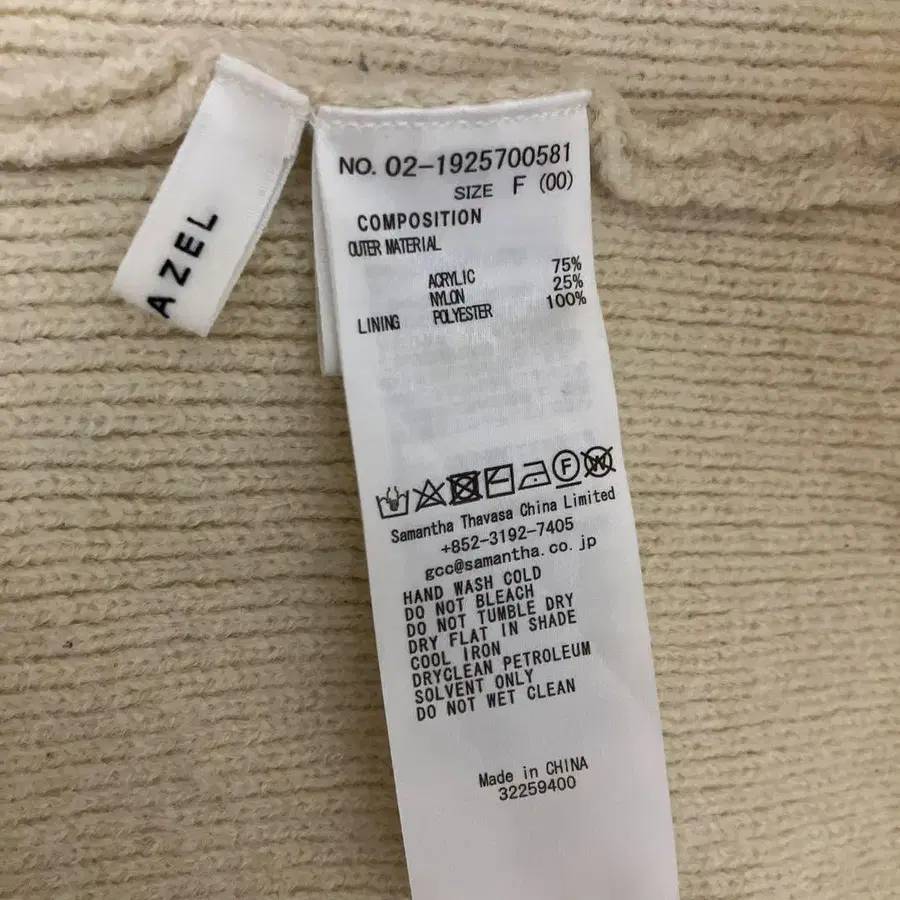 AZEL
NO. 02-1925700581
SIZE F (00)
COMPOSITION
OUTER MATERIAL
ACRYLIC 75%
NYLON 25%
LINING POLYESTER 100%
F W
Samantha Thavasa China Limited
+852-3192-7405
gcc@samantha.co.jp
HAND WASH COLD
DO NOT BLEACH
DO NOT TUMBLE DRY
DRY FLAT IN SHADE
COOL IRON
DRYCLEAN PETROLEUM
SOLVENT ONLY
DO NOT WET CLEAN
Made in CHINA
32259400